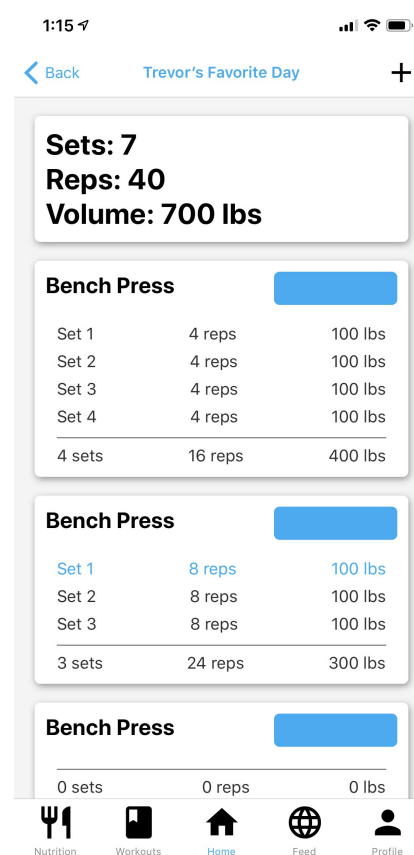 1:15
Back Trevor's Favorite Day +
Sets: 7
Reps: 40
Volume: 700 lbs
Bench Press
Set 1 4 reps 100 lbs
Set 2 4 reps 100 lbs
Set 3 4 reps 100 lbs
Set 4 4 reps 100 lbs
4 sets 16 reps 400 lbs
Bench Press
Set 1 8 reps 100 lbs
Set 2 8 reps 100 lbs
Set 3 8 reps 100 lbs
3 sets 24 reps 300 lbs
Bench Press
0 sets 0 reps 0 lbs
Nutrition Workouts Home Feed Profile